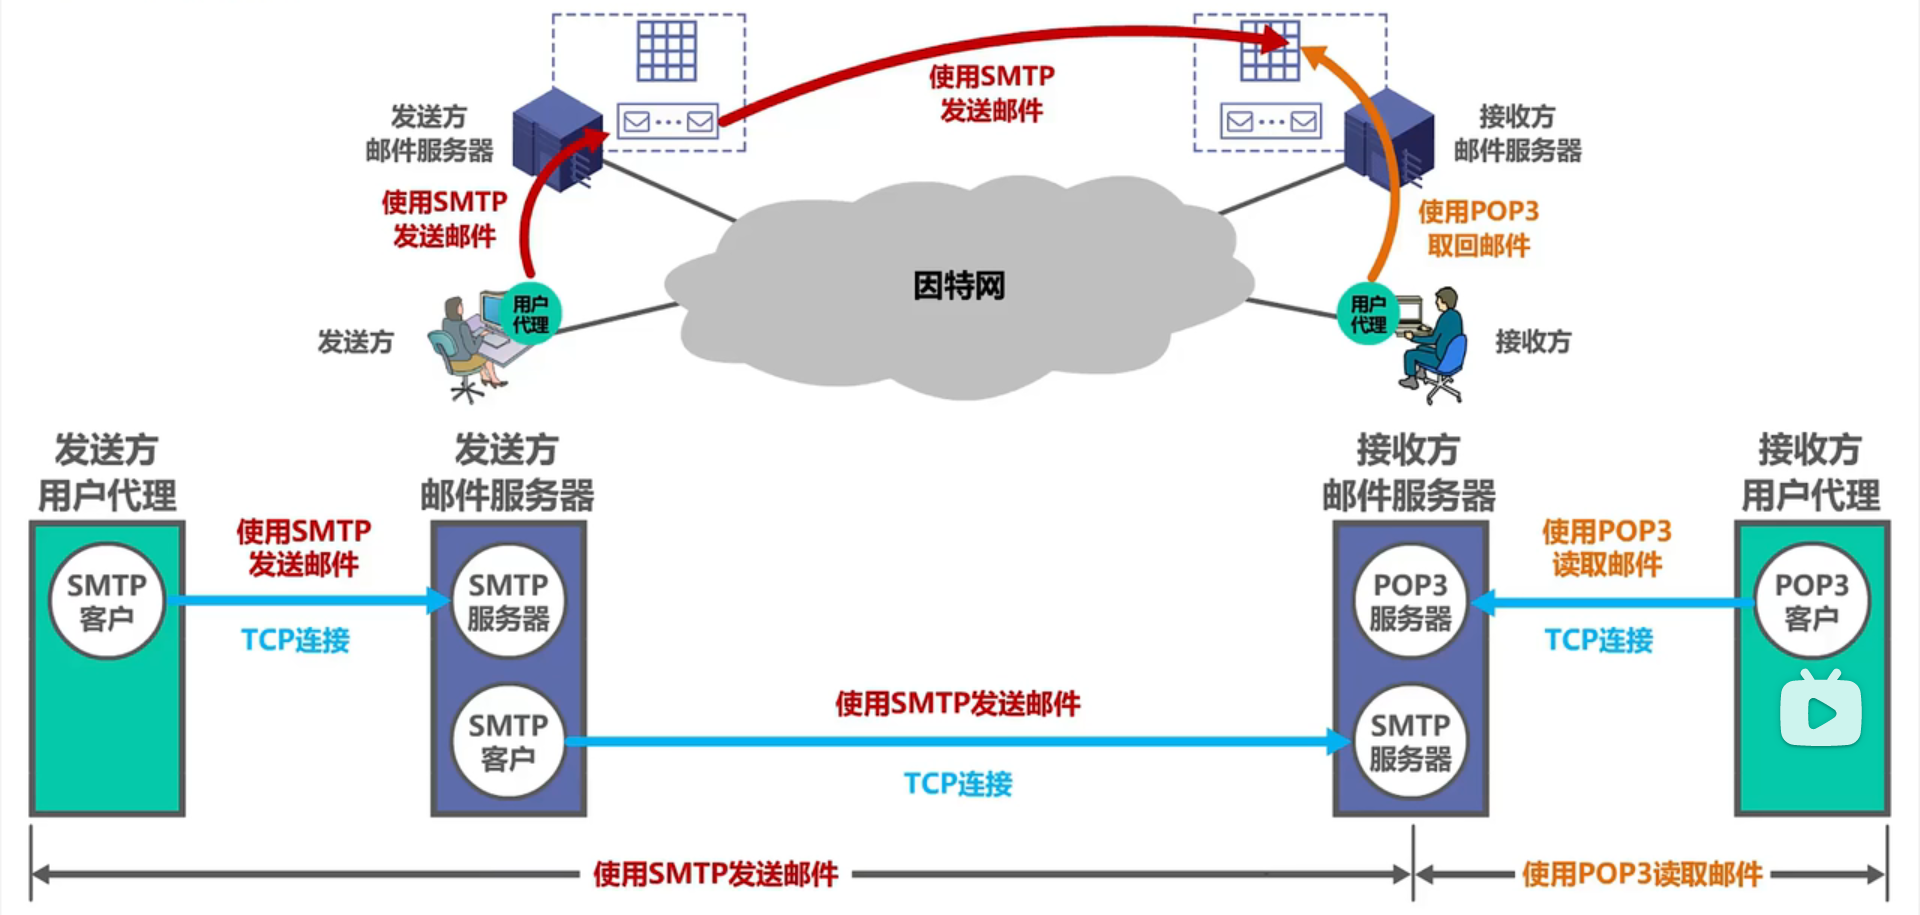 使用SMTP
发送邮件
发送方
邮件服务器
接收方
邮件服务器
使用SMTP
发送邮件
使用POP3
取回邮件
因特网
用户
代理
用户
代理
发送方
接收方
发送方
用户代理
发送方
邮件服务器
接收方
邮件服务器
接收方
用户代理
使用SMTP
发送邮件
使用POP3
读取邮件
SMTP
客户
SMTP
服务器
POP3
服务器
POP3
客户
TCP连接
TCP连接
使用SMTP发送邮件
SMTP
客户
SMTP
服务器
TCP连接
使用SMTP发送邮件
使用POP3读取邮件